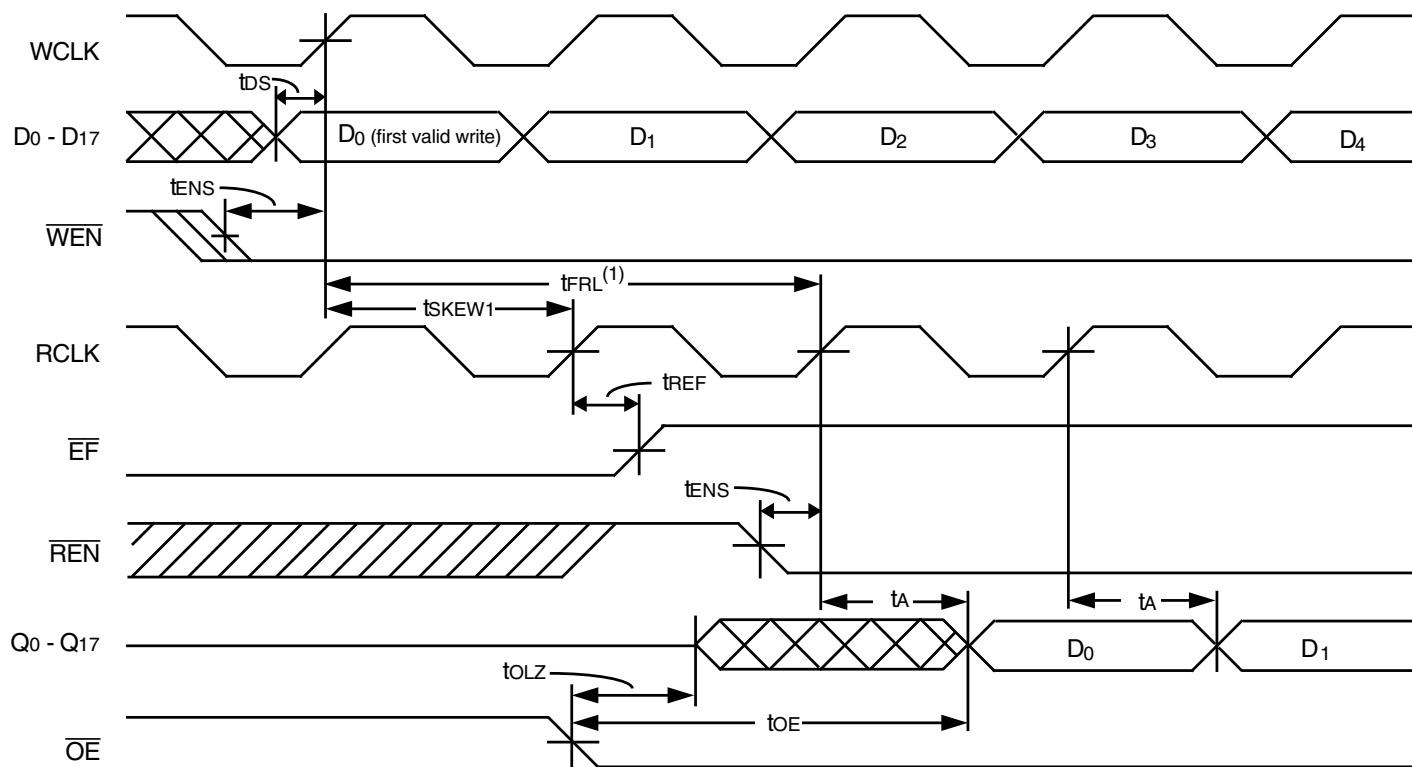 WCLK
tDS
D0 - D17
D0 (first valid write)
D1
D2
D3
D4
tENS
WEN
tFRL(1)
tSKEW1
RCLK
tREF
EF
tENS
REN
tA
tA
Q0 - Q17
D0
D1
tOLZ
tOE
OE